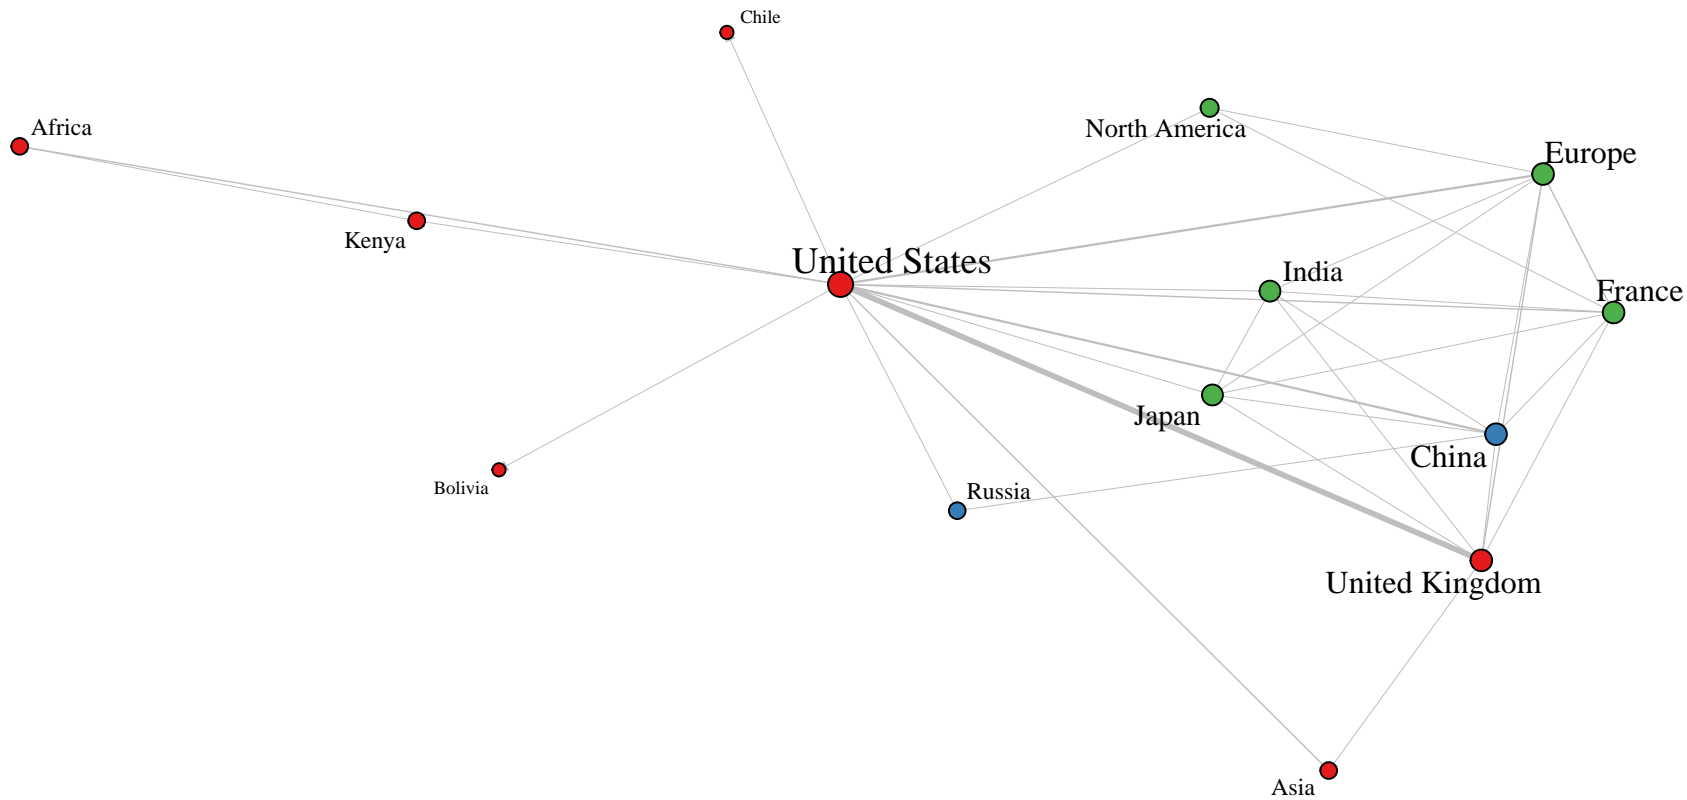 Chile
Africa
North America
Europe
Kenya
United States
India
France
Japan
China
Bolivia
Russia
United Kingdom
Asia